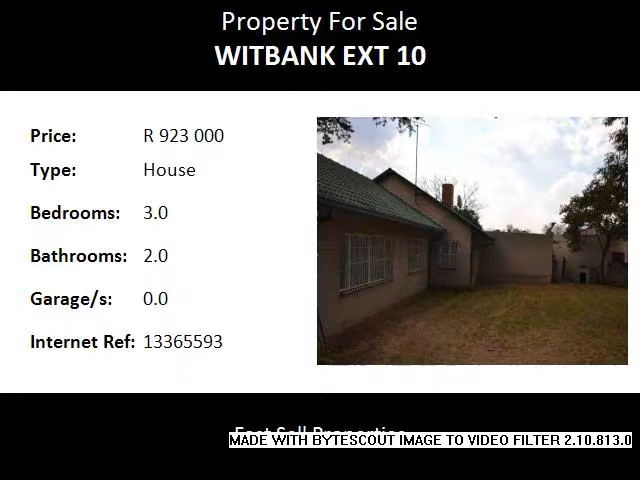 Property For Sale
WITBANK EXT 10
Price: R 923 000
Type: House
Bedrooms: 3.0
Bathrooms: 2.0
Garage/s: 0.0
Internet Ref: 13365593
MADE WITH BYTESCOUT IMAGE TO VIDEO FILTER 2.10.813.0